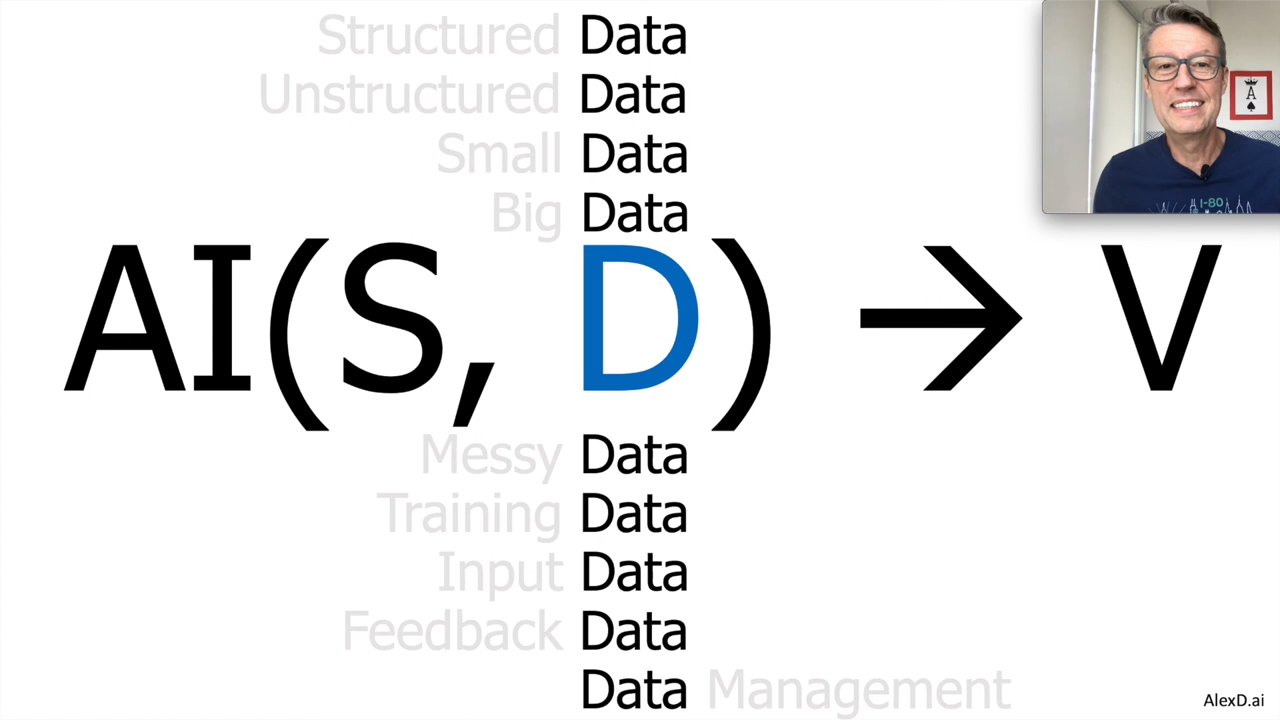 Structured Data
Unstructured Data
Small Data
Big Data
AI(S, D) → V
Messy Data
Training Data
Input Data
Feedback Data
Data Management
A
I-80
AlexD.ai